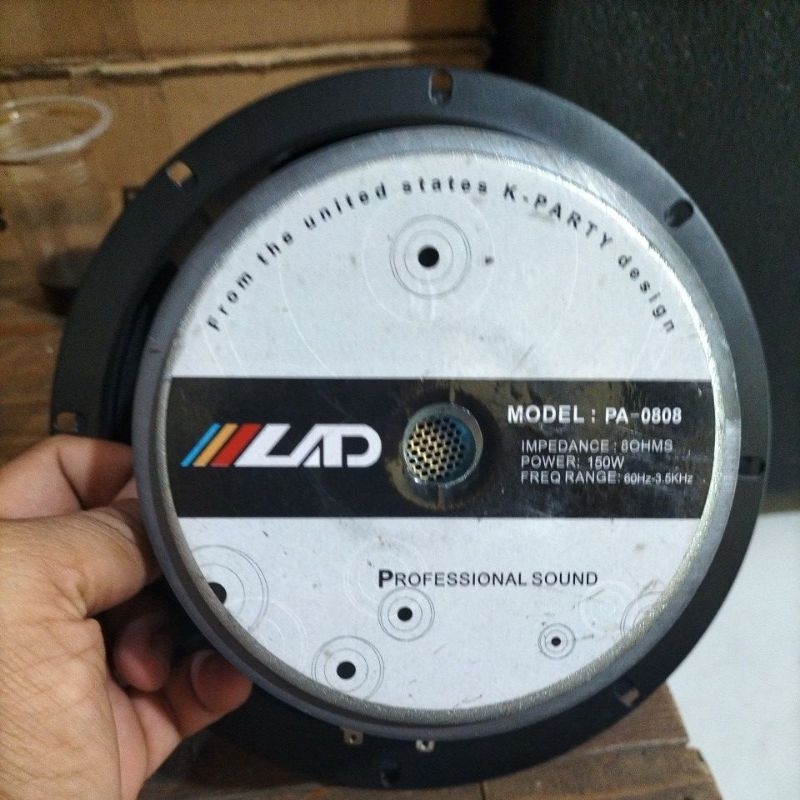 From the united states K-PARTY design
LAD
MODEL : PA-0808
IMPEDANCE : 8OHMS
POWER: 150W
FREQ RANGE: 60Hz-3.5KHz
PROFESSIONAL SOUND